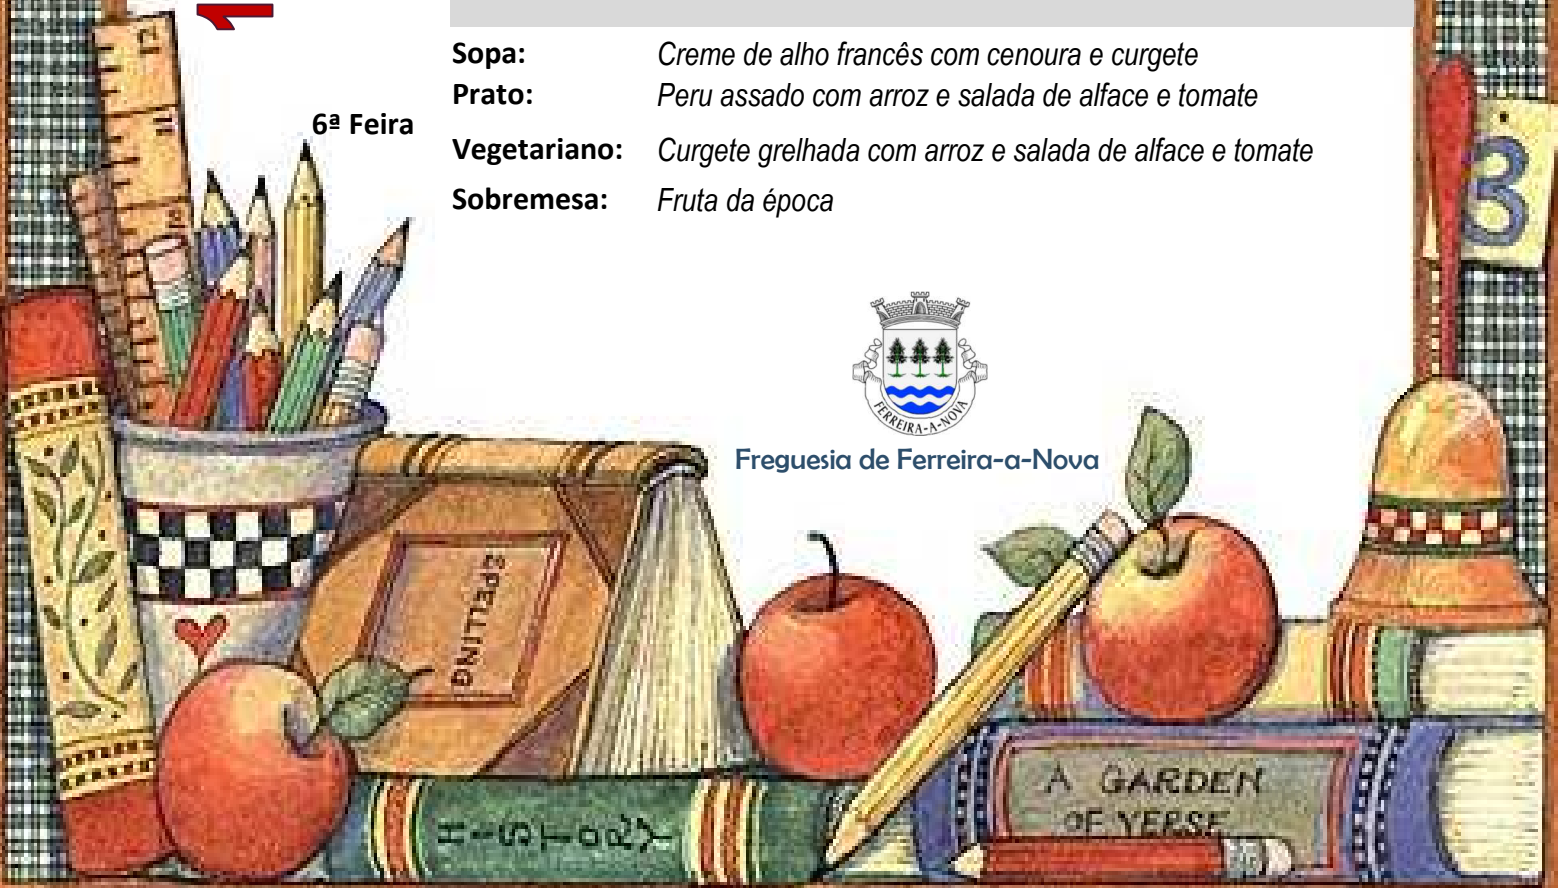 Sopa: Creme de alho francês com cenoura e curgete
Prato: Peru assado com arroz e salada de alface e tomate
6ª Feira
Vegetariano: Curgete grelhada com arroz e salada de alface e tomate
Sobremesa: Fruta da época
3
FERREIRA-A-NOVA
Freguesia de Ferreira-a-Nova
SPELLING
A GARDEN
OF VERSE
HISTORY